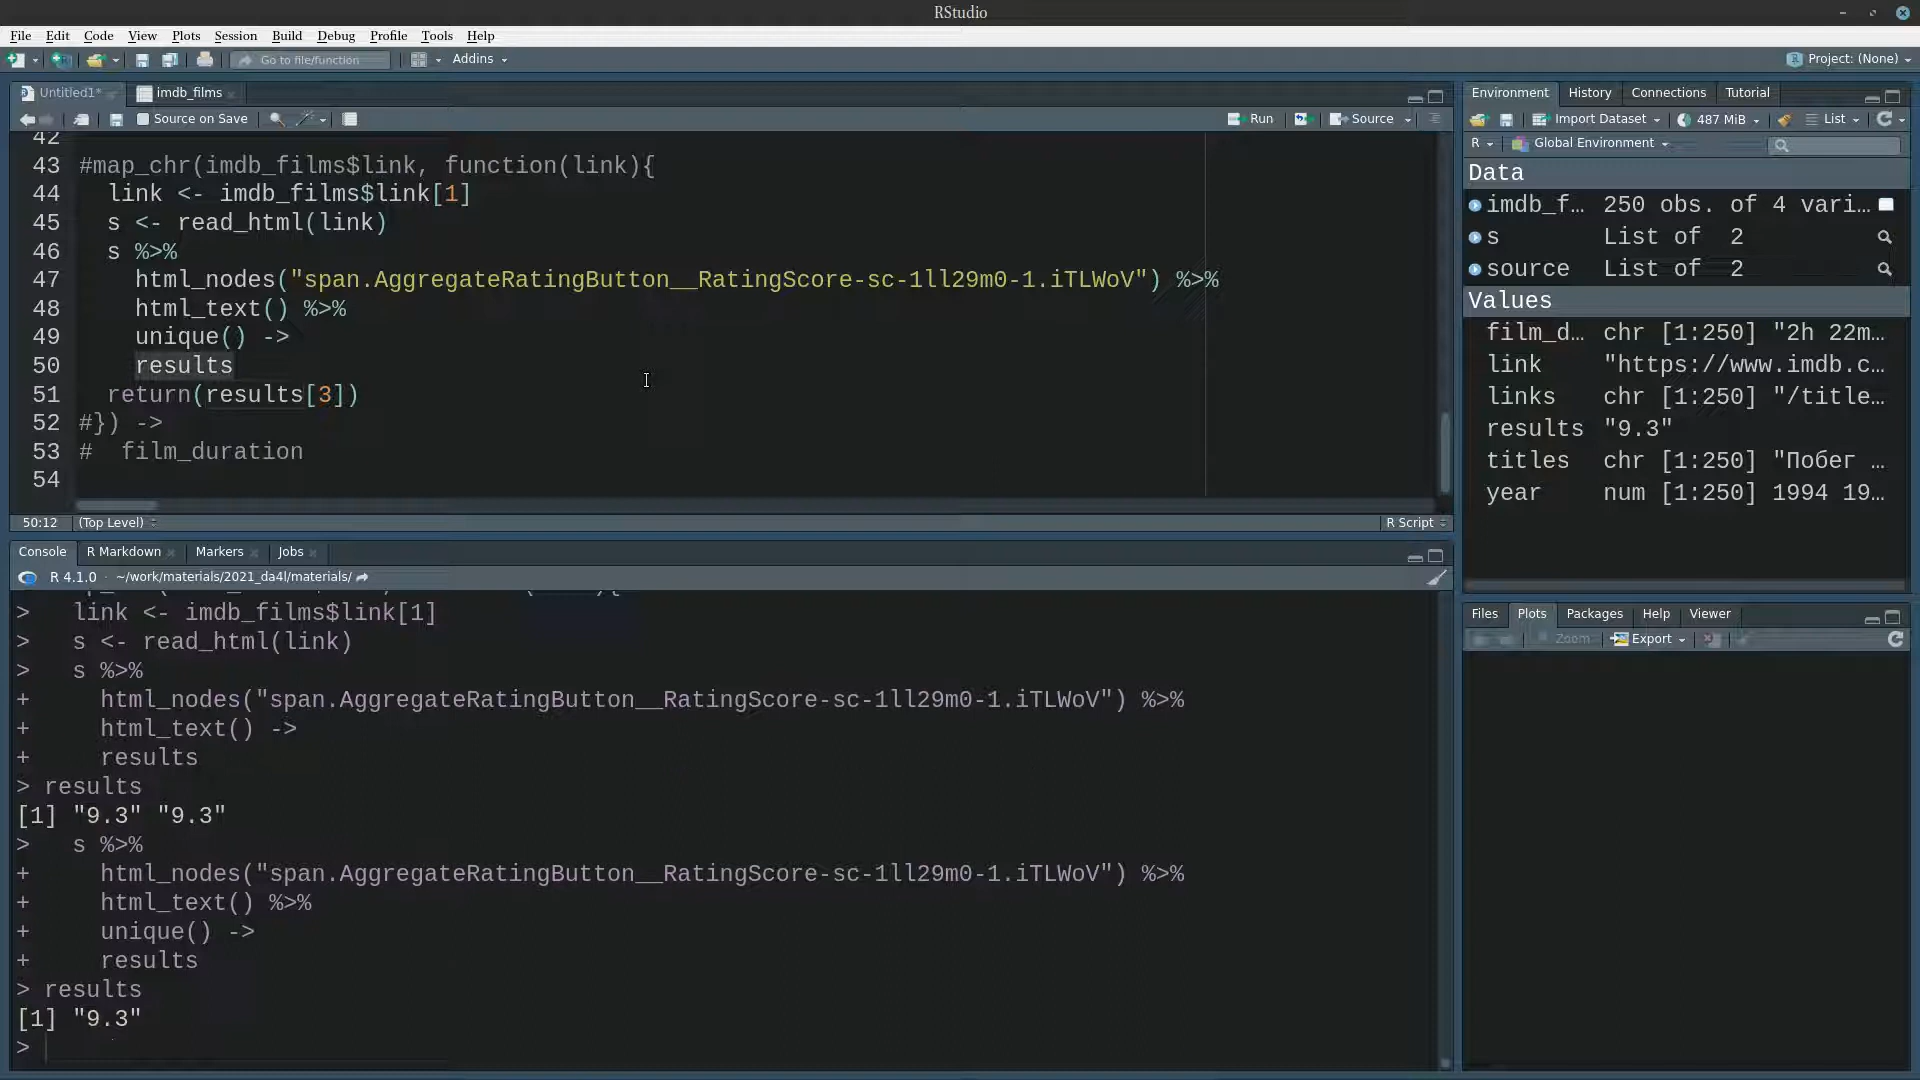 RStudio
File Edit Code View Plots Session Build Debug Profile Tools Help
Go to file/function Addins Project: (None)
Untitled1* imdb_films
Source on Save Run Source
42
43 #map_chr(imdb_films$link, function(link){
44 link <- imdb_films$link[1]
45 s <- read_html(link)
46 s %>%
47 html_nodes("span.AggregateRatingButton__RatingScore-sc-1ll29m0-1.iTLWoV") %>%
48 html_text() %>%
49 unique() ->
50 results
51 return(results[3])
52 #}) ->
53 # film_duration
54
50:12 (Top Level) R Script
Console R Markdown Markers Jobs
R 4.1.0 · ~/work/materials/2021_da4l/materials/
> link <- imdb_films$link[1]
> s <- read_html(link)
> s %>%
+ html_nodes("span.AggregateRatingButton__RatingScore-sc-1ll29m0-1.iTLWoV") %>%
+ html_text() ->
+ results
> results
[1] "9.3" "9.3"
> s %>%
+ html_nodes("span.AggregateRatingButton__RatingScore-sc-1ll29m0-1.iTLWoV") %>%
+ html_text() %>%
+ unique() ->
+ results
> results
[1] "9.3"
>
Environment History Connections Tutorial
Import Dataset 487 MiB List
R Global Environment
Data
imdb_f… 250 obs. of 4 vari…
s List of 2
source List of 2
Values
film_d… chr [1:250] "2h 22m…
link "https://www.imdb.c…
links chr [1:250] "/title…
results "9.3"
titles chr [1:250] "Побег …
year num [1:250] 1994 19…
Files Plots Packages Help Viewer
Zoom Export